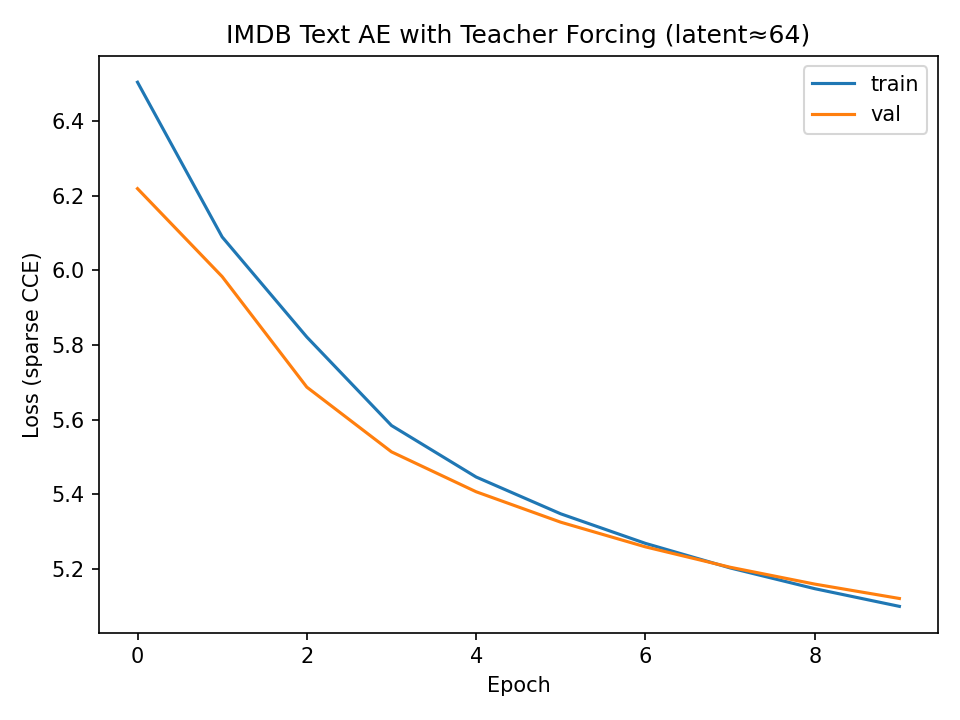 IMDB Text AE with Teacher Forcing (latent≈64)
train
val
Loss (sparse CCE)
6.4
6.2
6.0
5.8
5.6
5.4
5.2
0 2 4 6 8
Epoch